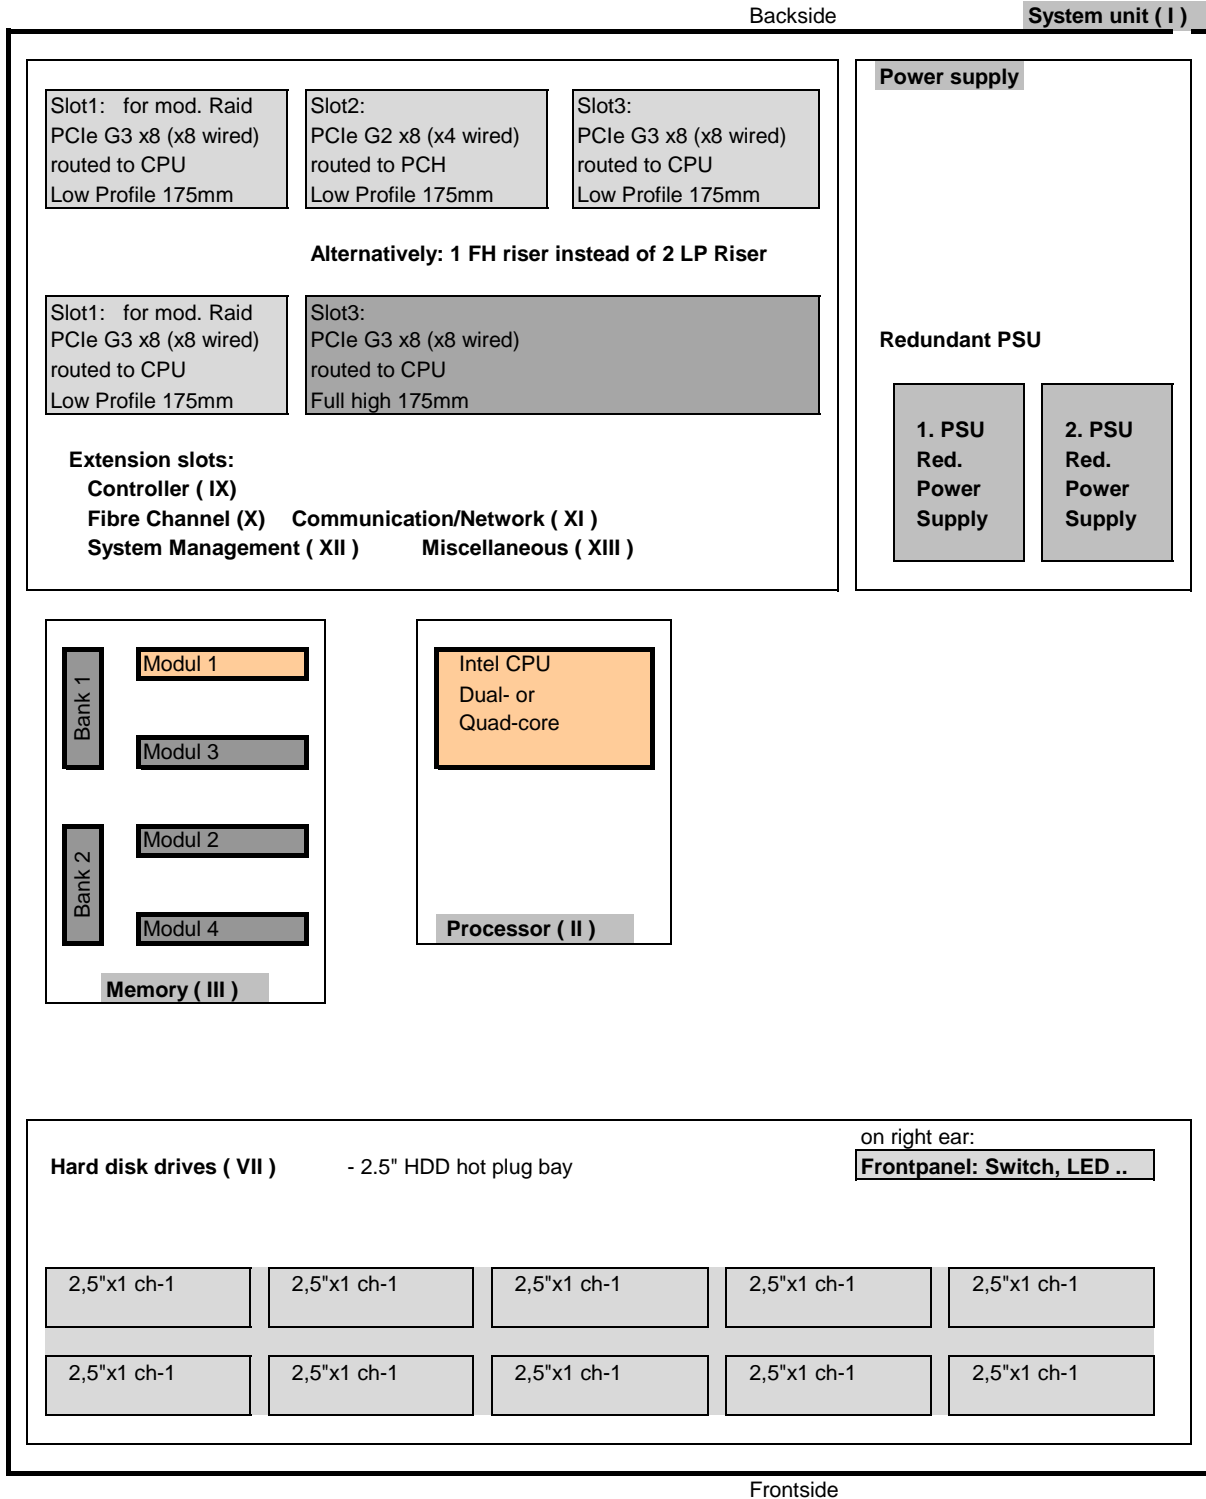 Backside
System unit ( I )
Power supply
Slot1: for mod. Raid
PCIe G3 x8 (x8 wired)
routed to CPU
Low Profile 175mm
Slot2:
PCIe G2 x8 (x4 wired)
routed to PCH
Low Profile 175mm
Slot3:
PCIe G3 x8 (x8 wired)
routed to CPU
Low Profile 175mm
Alternatively: 1 FH riser instead of 2 LP Riser
Slot1: for mod. Raid
PCIe G3 x8 (x8 wired)
routed to CPU
Low Profile 175mm
Slot3:
PCIe G3 x8 (x8 wired)
routed to CPU
Full high 175mm
Redundant PSU
1. PSU
Red.
Power
Supply
2. PSU
Red.
Power
Supply
Extension slots:
Controller ( IX)
Fibre Channel (X) Communication/Network ( XI )
System Management ( XII ) Miscellaneous ( XIII )
Bank 1
Modul 1
Modul 3
Bank 2
Modul 2
Modul 4
Memory ( III )
Intel CPU
Dual- or
Quad-core
Processor ( II )
on right ear:
Hard disk drives ( VII ) - 2.5" HDD hot plug bay
Frontpanel: Switch, LED ..
2,5"x1 ch-1 2,5"x1 ch-1 2,5"x1 ch-1 2,5"x1 ch-1 2,5"x1 ch-1
2,5"x1 ch-1 2,5"x1 ch-1 2,5"x1 ch-1 2,5"x1 ch-1 2,5"x1 ch-1
Frontside